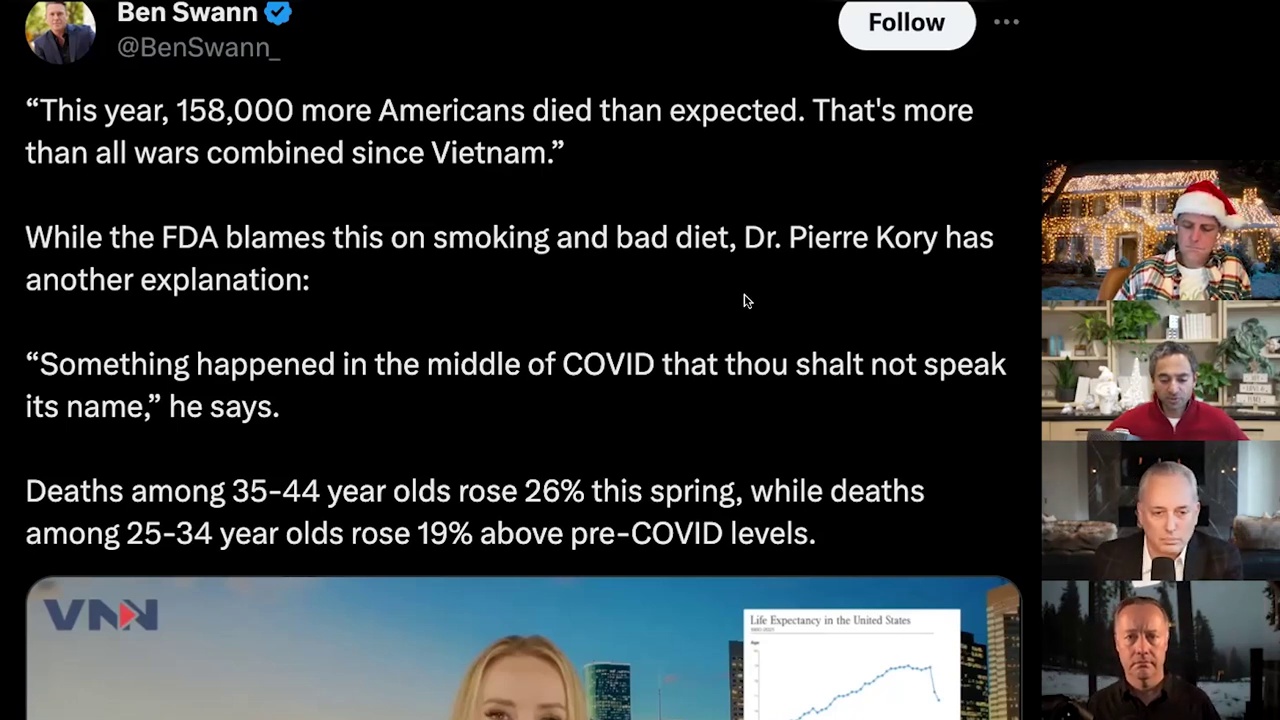 Ben Swann
@BenSwann_
Follow
“This year, 158,000 more Americans died than expected. That's more
than all wars combined since Vietnam.”
While the FDA blames this on smoking and bad diet, Dr. Pierre Kory has
another explanation:
“Something happened in the middle of COVID that thou shalt not speak
its name,” he says.
Deaths among 35-44 year olds rose 26% this spring, while deaths
among 25-34 year olds rose 19% above pre-COVID levels.
VNN
Life Expectancy in the United States